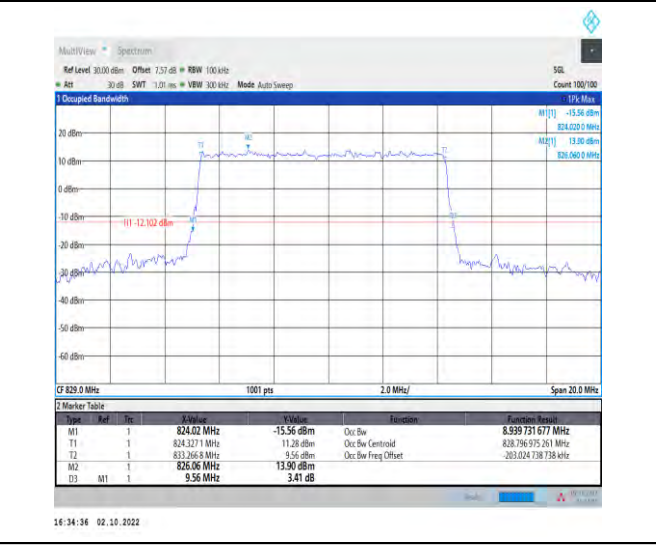 MultiView Spectrum
Ref Level 30.00 dBm Offset 7.57 dB RBW 100 kHz SGL
Att 30 dB SWT 1.01 ms VBW 300 kHz Mode Auto Sweep Count 100/100
1 Occupied Bandwidth 1Pk Max
M1[1] -15.56 dBm
824.020 0 MHz
M2[1] 13.90 dBm
826.060 0 MHz
20 dBm
M2
T1
T2
10 dBm
0 dBm
-10 dBm
H1 -12.102 dBm
M1
-20 dBm
-30 dBm
-40 dBm
-50 dBm
-60 dBm
CF 829.0 MHz 1001 pts 2.0 MHz/ Span 20.0 MHz
2 Marker Table
Type Ref Trc X-Value Y-Value Function Function Result
M1 1 824.02 MHz -15.56 dBm Occ Bw 8.939 731 677 MHz
T1 1 824.327 1 MHz 11.28 dBm Occ Bw Centroid 828.796 975 261 MHz
T2 1 833.266 8 MHz 9.56 dBm Occ Bw Freq Offset -203.024 738 738 kHz
M2 1 826.06 MHz 13.90 dBm
D3 M1 1 9.56 MHz 3.41 dB
16:34:36 02.10.2022